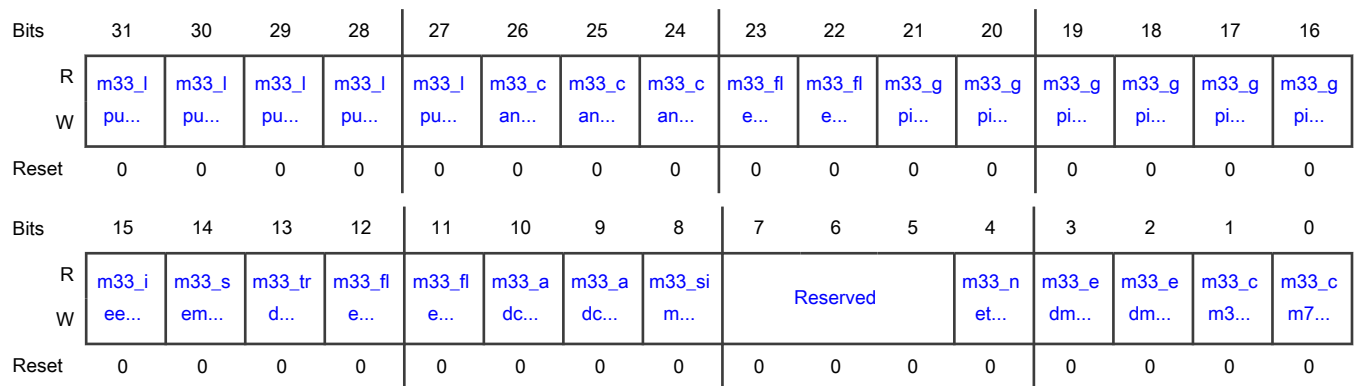 Bits 31 30 29 28 27 26 25 24 23 22 21 20 19 18 17 16
R
W
m33_l m33_l m33_l m33_l m33_l m33_c m33_c m33_c m33_fl m33_fl m33_g m33_g m33_g m33_g m33_g m33_g
pu... pu... pu... pu... pu... an... an... an... e... e... pi... pi... pi... pi... pi... pi...
Reset 0 0 0 0 0 0 0 0 0 0 0 0 0 0 0 0
Bits 15 14 13 12 11 10 9 8 7 6 5 4 3 2 1 0
R
W
m33_i m33_s m33_tr m33_fl m33_fl m33_a m33_a m33_si Reserved m33_n m33_e m33_e m33_c m33_c
ee... em... d... e... e... dc... dc... m... et... dm... dm... m3... m7...
Reset 0 0 0 0 0 0 0 0 0 0 0 0 0 0 0 0